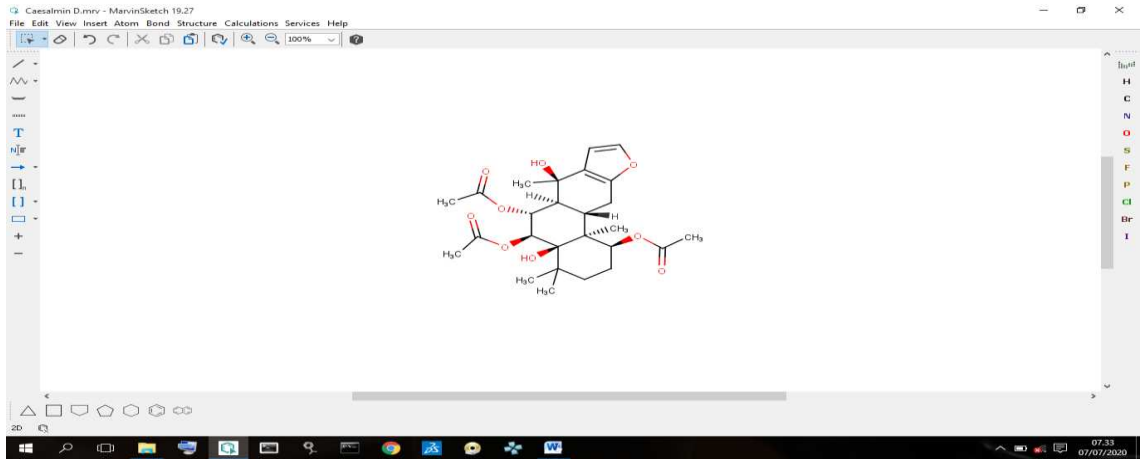 Caesalmin D.mrv - MarvinSketch 19.27
File Edit View Insert Atom Bond Structure Calculations Services Help
100%
H
C
N
O
S
F
P
Cl
Br
I
T
N
[ ]n
[ ]
HO
O
O
H₃C
H
H₃C
O
O
H
CH₃
O
CH₃
H₃C
O
HO
O
H₃C
H₃C
2D
W
07.33
07/07/2020